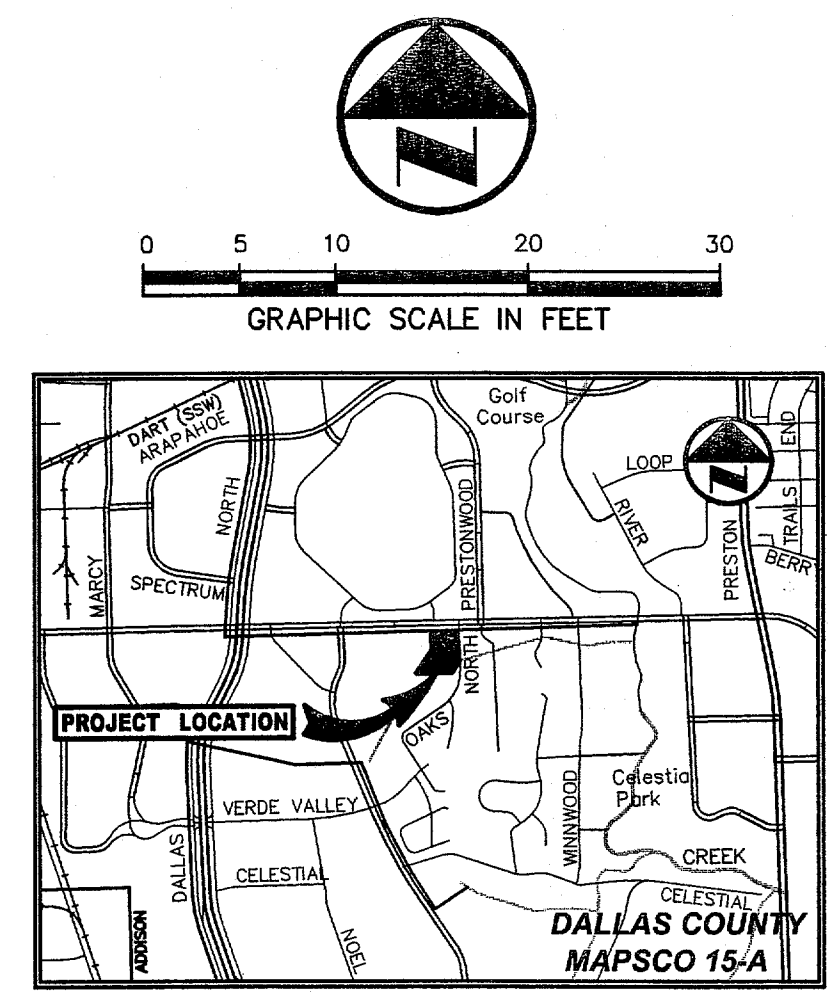 N
0 5 10 20 30
GRAPHIC SCALE IN FEET
Golf
Course
DART (SSW)
ARAPAHOE
NORTH
PRESTONWOOD
LOOP
RIVER
N
END
TRAILS
PRESTON
BERR
MARCY
SPECTRUM
NORTH
PROJECT LOCATION
OAKS
VERDE VALLEY
DALLAS
CELESTIAL
NOEL
ADDISON
WNNWOOD
Celestia
Park
CREEK
CELESTIAL
DALLAS COUNTY
MAPSCO 15-A